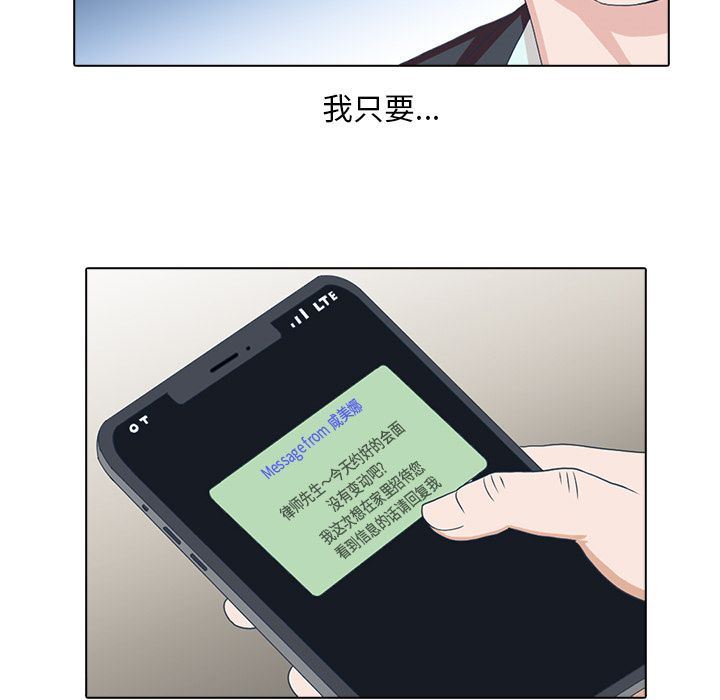 我只要...
LTE
OT
Message from 咸美娜
律师先生~今天约好的会面
没有变动吧?
我这次想在家里招待您
看到信息的话请回复我